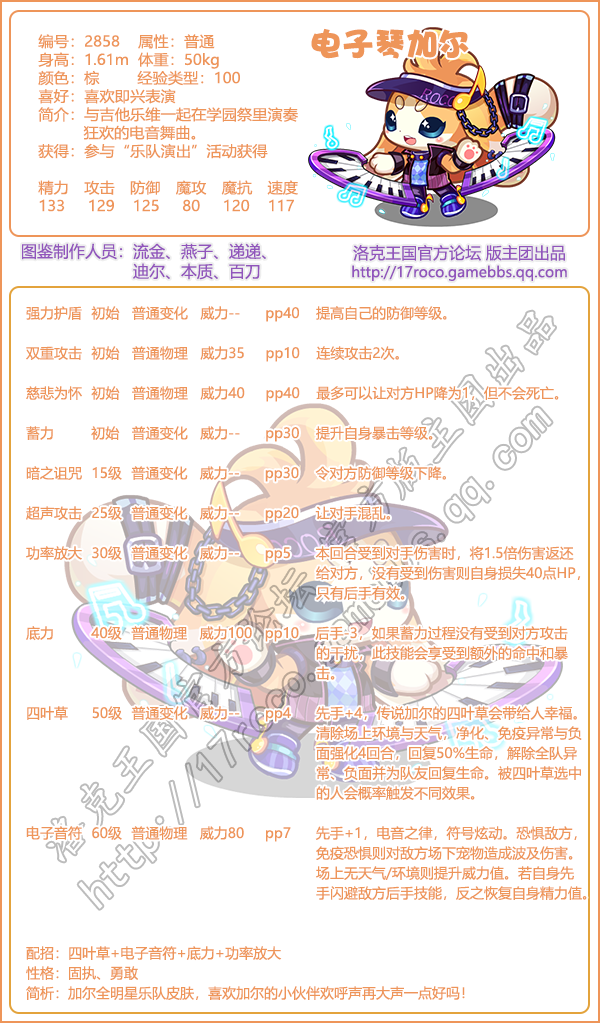 电子琴加尔
编号：2858 属性：普通
身高：1.61m 体重：50kg
颜色：棕 经验类型：100
喜好：喜欢即兴表演
简介：与吉他乐维一起在学园祭里演奏
狂欢的电音舞曲。
获得：参与“乐队演出”活动获得
精力 攻击 防御 魔攻 魔抗 速度
133 129 125 80 120 117
ROCO
图鉴制作人员：流金、燕子、递递、
迪尔、本质、百刀
洛克王国官方论坛 版主团出品
http://17roco.gamebbs.qq.com
强力护盾 初始 普通变化 威力-- pp40 提高自己的防御等级。
双重攻击 初始 普通物理 威力35 pp10 连续攻击2次。
慈悲为怀 初始 普通物理 威力40 pp40 最多可以让对方HP降为1，但不会死亡。
蓄力 初始 普通变化 威力-- pp30 提升自身暴击等级。
暗之诅咒 15级 普通变化 威力-- pp30 令对方防御等级下降。
超声攻击 25级 普通变化 威力-- pp20 让对手混乱。
功率放大 30级 普通变化 威力-- pp5 本回合受到对手伤害时，将1.5倍伤害返还
给对方，没有受到伤害则自身损失40点HP，
只有后手有效。
底力 40级 普通物理 威力100 pp10 后手-3，如果蓄力过程没有受到对方攻击
的干扰，此技能会享受到额外的命中和暴
击。
四叶草 50级 普通变化 威力-- pp4 先手+4，传说加尔的四叶草会带给人幸福。
清除场上环境与天气，净化、免疫异常与负
面强化4回合，回复50%生命，解除全队异
常、负面并为队友回复生命。被四叶草选中
的人会概率触发不同效果。
电子音符 60级 普通物理 威力80 pp7 先手+1，电音之律，符号炫动。恐惧敌方，
免疫恐惧则对敌方场下宠物造成波及伤害。
场上无天气/环境则提升威力值。若自身先
手闪避敌方后手技能，反之恢复自身精力值。
洛克王国官方论坛 版主团出品
http://17roco.gamebbs.qq.com
配招：四叶草+电子音符+底力+功率放大
性格：固执、勇敢
简析：加尔全明星乐队皮肤，喜欢加尔的小伙伴欢呼声再大声一点好吗！